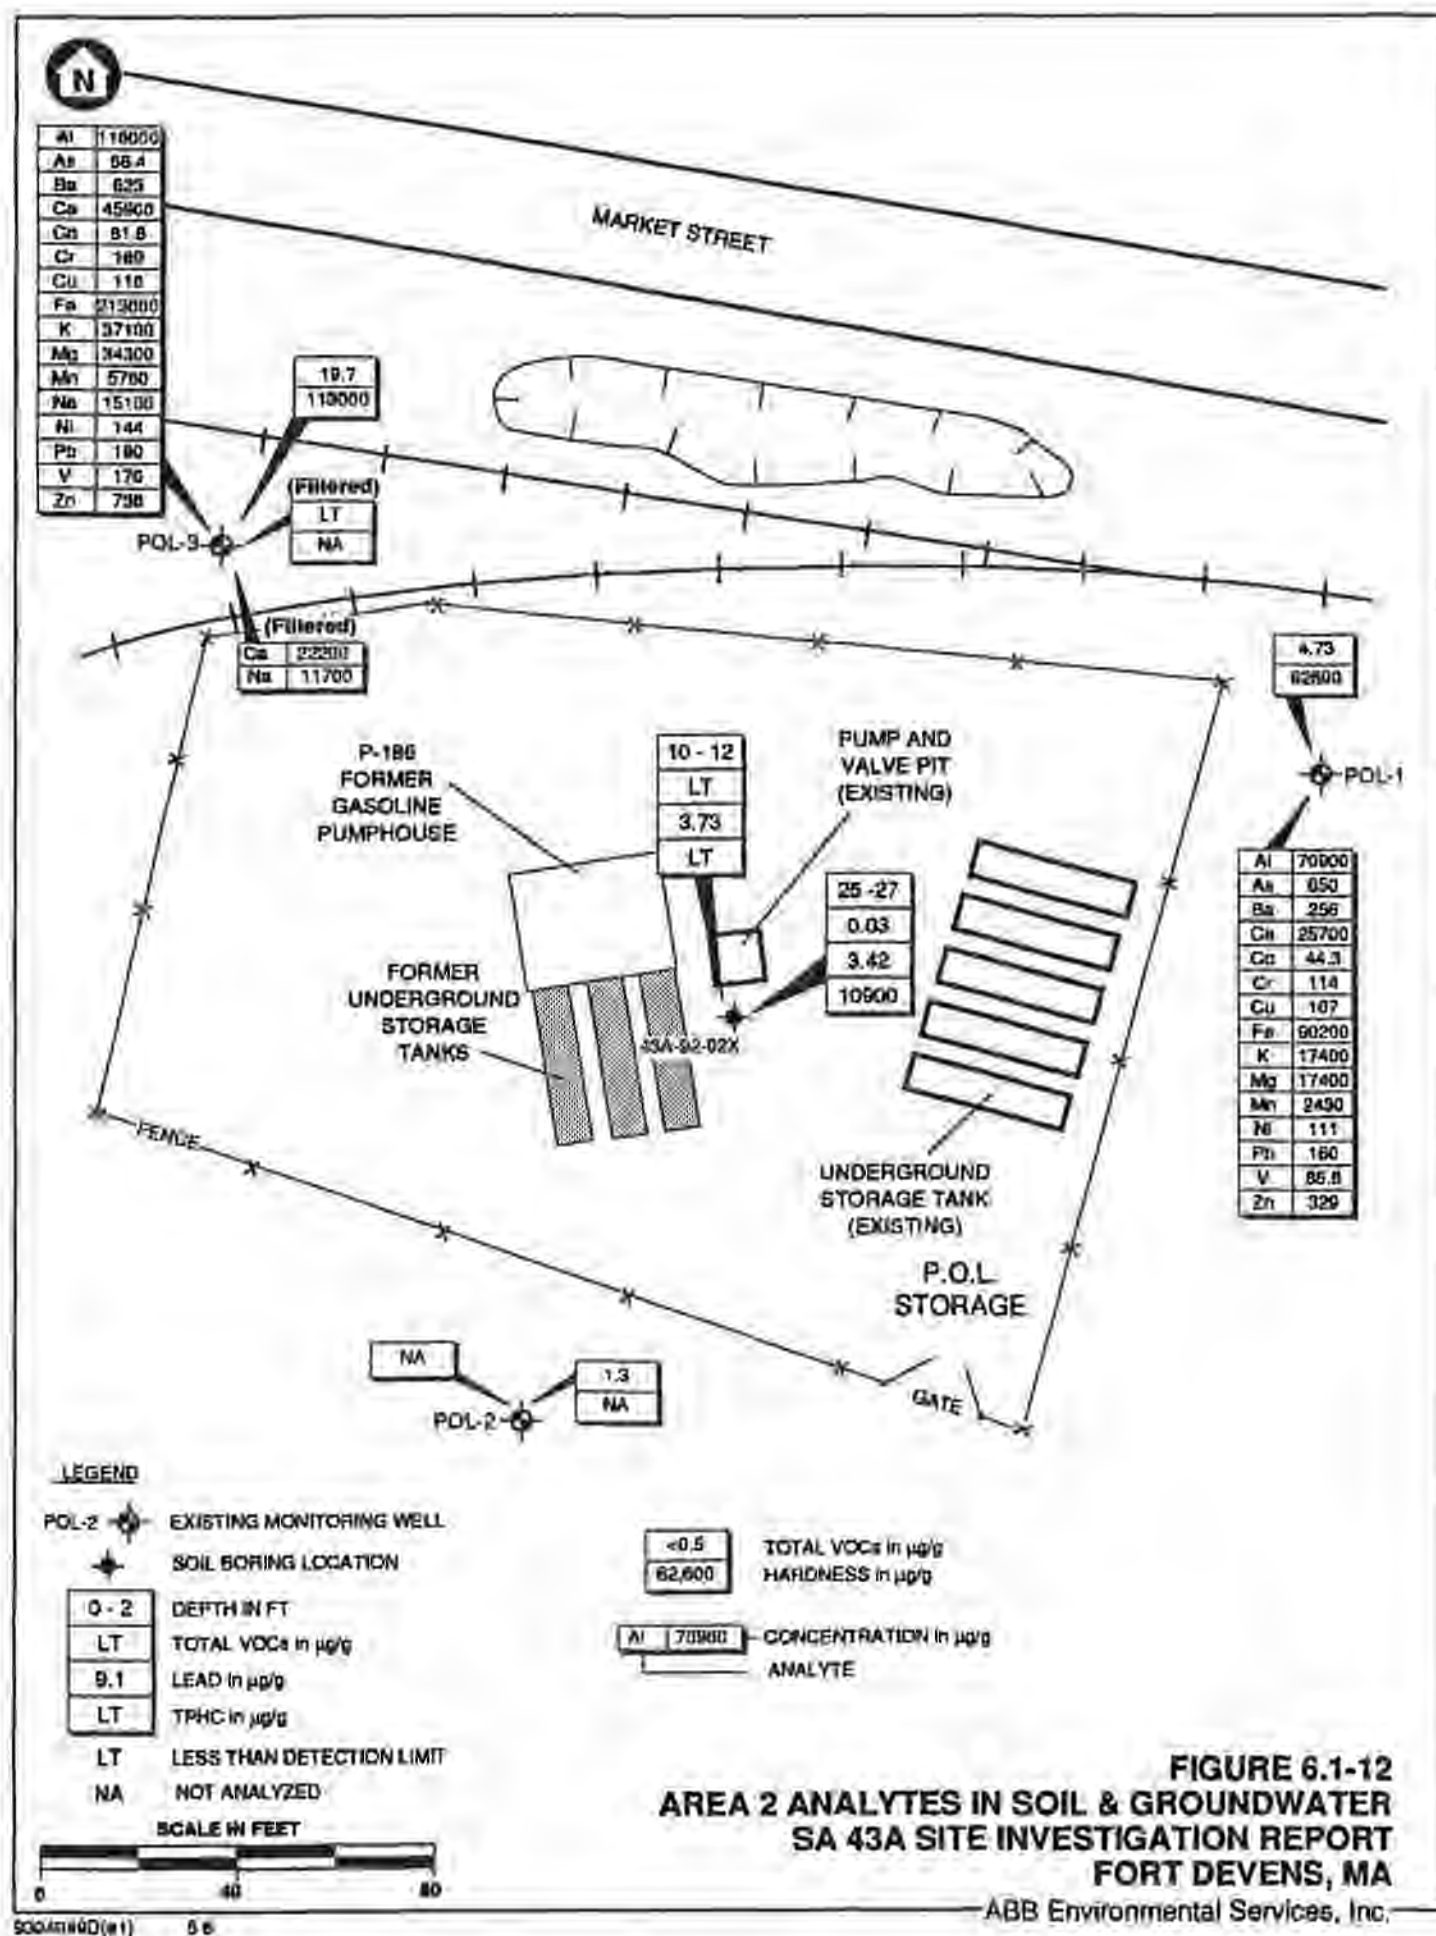 N
MARKET STREET
Al 118000
As 68.4
Ba 623
Ca 45900
Co 81.8
Cr 169
Cu 116
Fe 213000
K 37100
Mg 34300
Mn 5760
Na 15100
Ni 144
Pb 190
V 176
Zn 798
19.7
113000
(Filtered)
LT
NA
POL-3
(Filtered)
Ca 22200
Na 11700
4.73
62600
POL-1
Al 70900
As 650
Ba 256
Ca 25700
Co 44.3
Cr 114
Cu 107
Fe 90200
K 17400
Mg 17400
Mn 2490
Ni 111
Pb 160
V 85.8
Zn 329
P-186
FORMER
GASOLINE
PUMPHOUSE
10 - 12
LT
3.73
LT
PUMP AND
VALVE PIT
(EXISTING)
25 -27
0.03
3.42
10900
FORMER
UNDERGROUND
STORAGE
TANKS
43A-92-02X
FENCE
UNDERGROUND
STORAGE TANK
(EXISTING)
P.O.L.
STORAGE
GATE
NA
1.3
NA
POL-2
LEGEND
POL-2 EXISTING MONITORING WELL
SOIL BORING LOCATION
0 - 2 DEPTH IN FT
LT TOTAL VOCs in µg/g
9.1 LEAD in µg/g
LT TPHC in µg/g
LT LESS THAN DETECTION LIMIT
NA NOT ANALYZED
<0.5 TOTAL VOCs in µg/g
62,600 HARDNESS in µg/g
Al 70900 CONCENTRATION in µg/g
ANALYTE
SCALE IN FEET
0 40 80
FIGURE 6.1-12
AREA 2 ANALYTES IN SOIL & GROUNDWATER
SA 43A SITE INVESTIGATION REPORT
FORT DEVENS, MA
ABB Environmental Services, Inc.